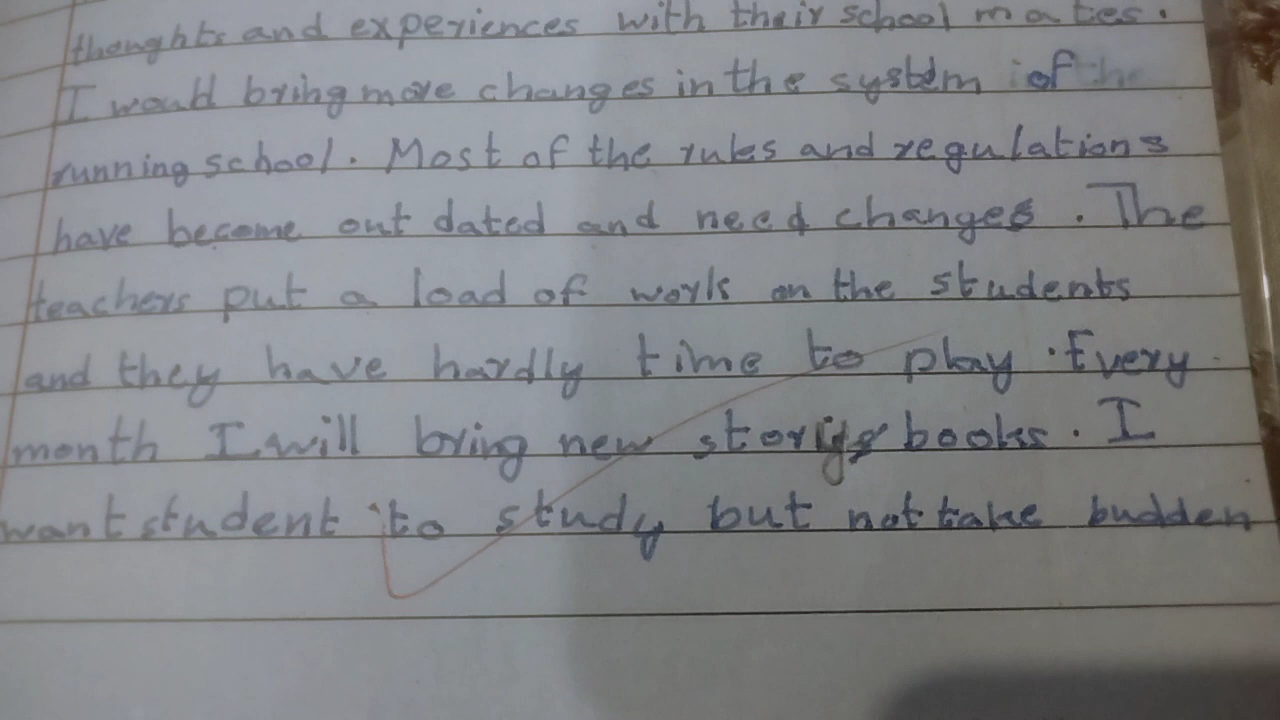 thoughts and experiences with their school mates.
I would bring more changes in the system of the
running school. Most of the rules and regulations
have become out dated and need changes. The
teachers put a load of work on the students
and they have hardly time to play. Every
month I will bring new story books. I
want student to study but not take budden